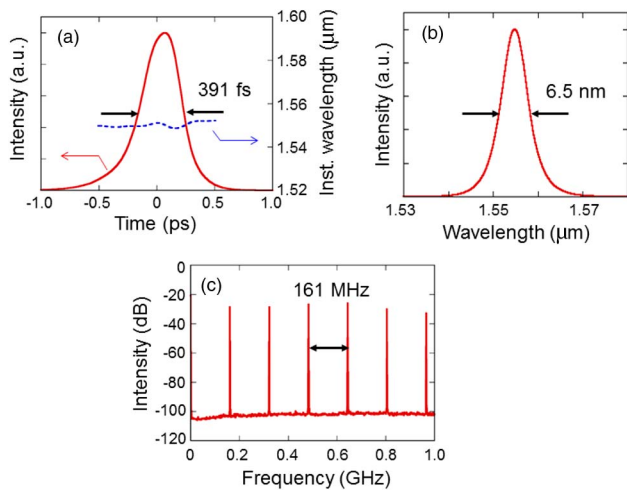 (a)
Intensity (a.u.)
391 fs
1.60
1.58
1.56
1.54
1.52
Inst. wavelength (μm)
-1.0 -0.5 0 0.5 1.0
Time (ps)
(b)
Intensity (a.u.)
6.5 nm
1.53 1.55 1.57
Wavelength (μm)
(c)
161 MHz
Intensity (dB)
0
-20
-40
-60
-80
-100
-120
0 0.2 0.4 0.6 0.8 1.0
Frequency (GHz)